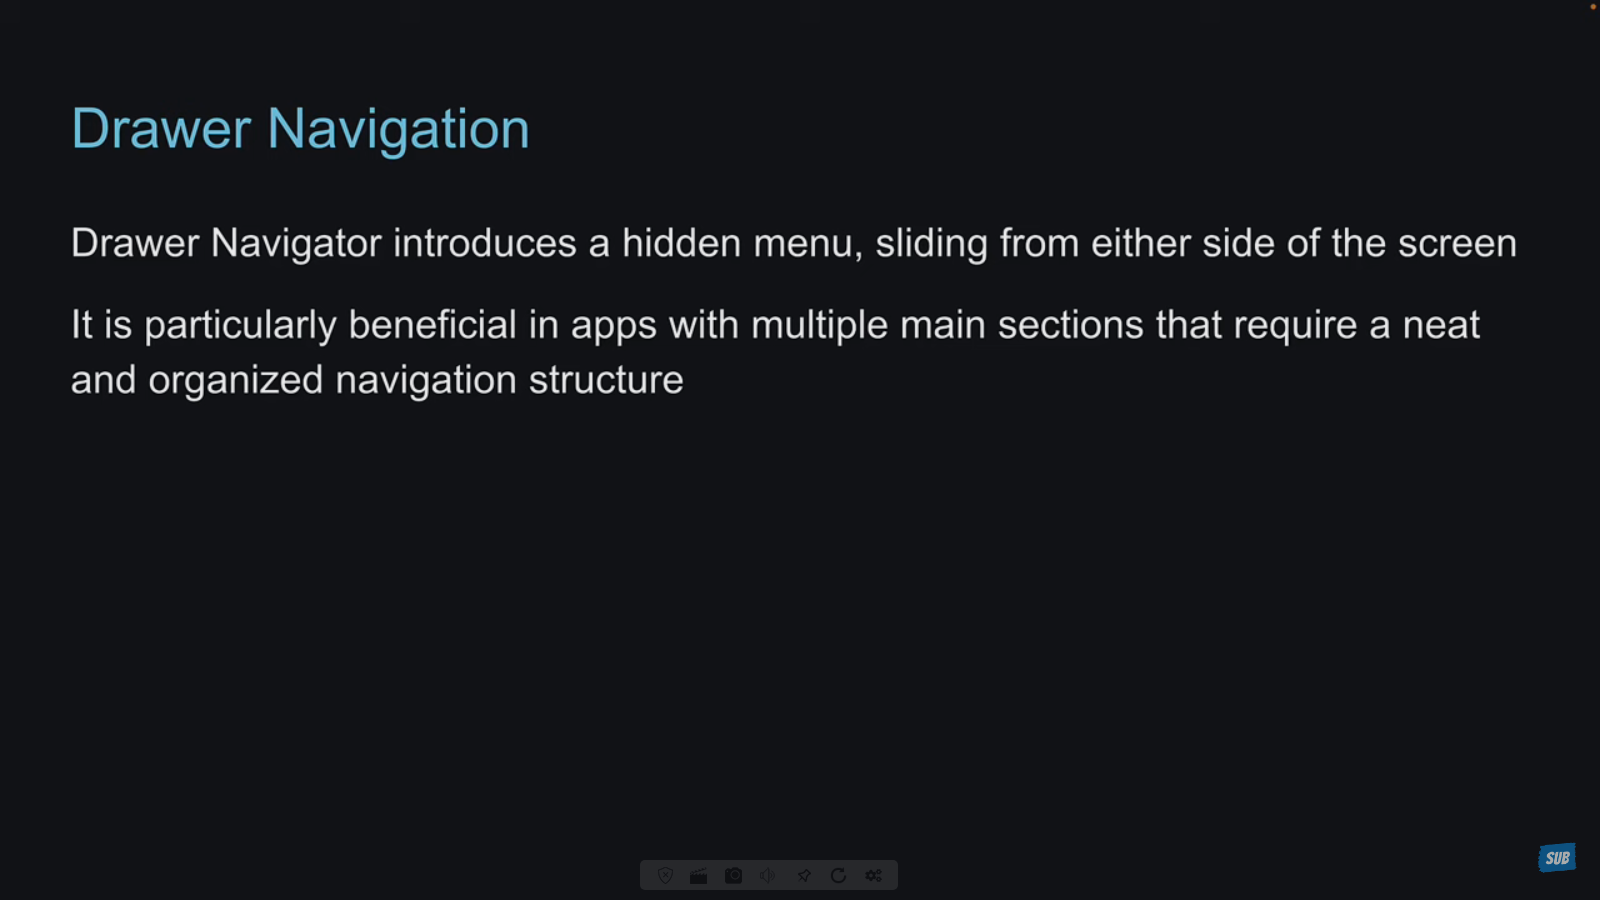 Drawer Navigation
Drawer Navigator introduces a hidden menu, sliding from either side of the screen
It is particularly beneficial in apps with multiple main sections that require a neat
and organized navigation structure
SUB